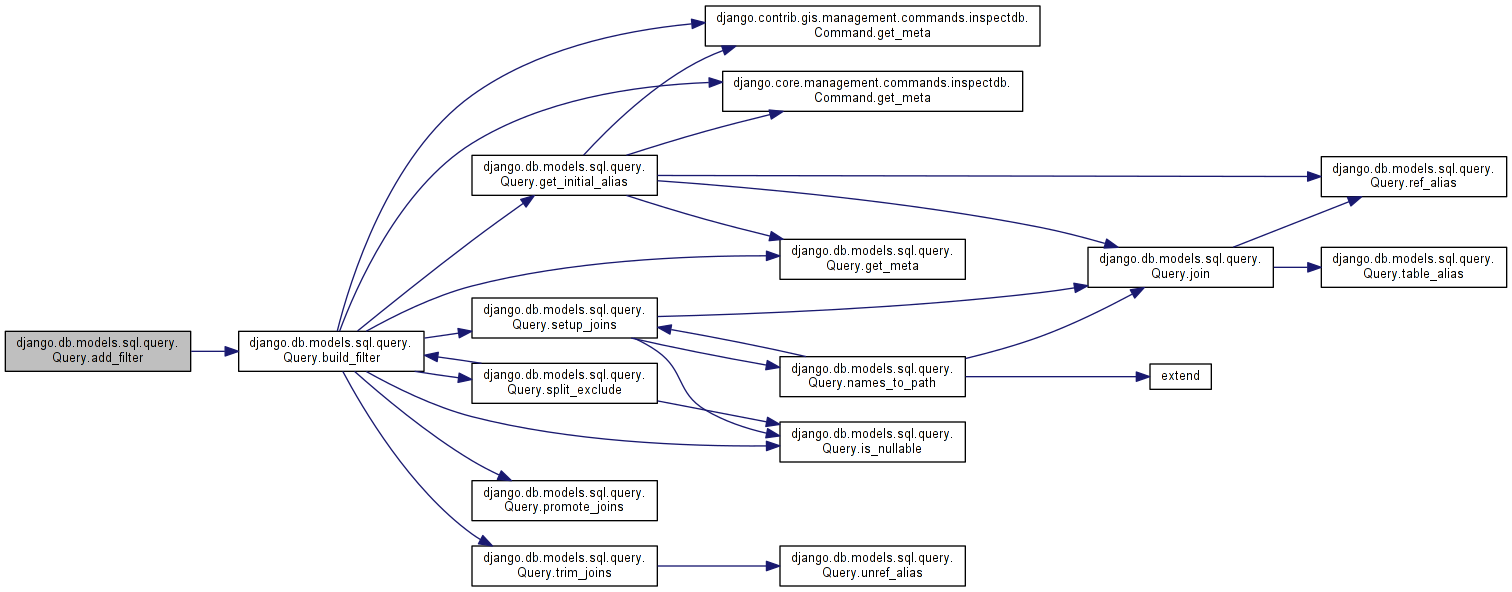 django.contrib.gis.management.commands.inspectdb.
Command.get_meta
django.core.management.commands.inspectdb.
Command.get_meta
django.db.models.sql.query.
Query.get_initial_alias
django.db.models.sql.query.
Query.ref_alias
django.db.models.sql.query.
Query.get_meta
django.db.models.sql.query.
Query.join
django.db.models.sql.query.
Query.table_alias
django.db.models.sql.query.
Query.setup_joins
django.db.models.sql.query.
Query.add_filter
django.db.models.sql.query.
Query.build_filter
django.db.models.sql.query.
Query.names_to_path
extend
django.db.models.sql.query.
Query.split_exclude
django.db.models.sql.query.
Query.is_nullable
django.db.models.sql.query.
Query.promote_joins
django.db.models.sql.query.
Query.trim_joins
django.db.models.sql.query.
Query.unref_alias